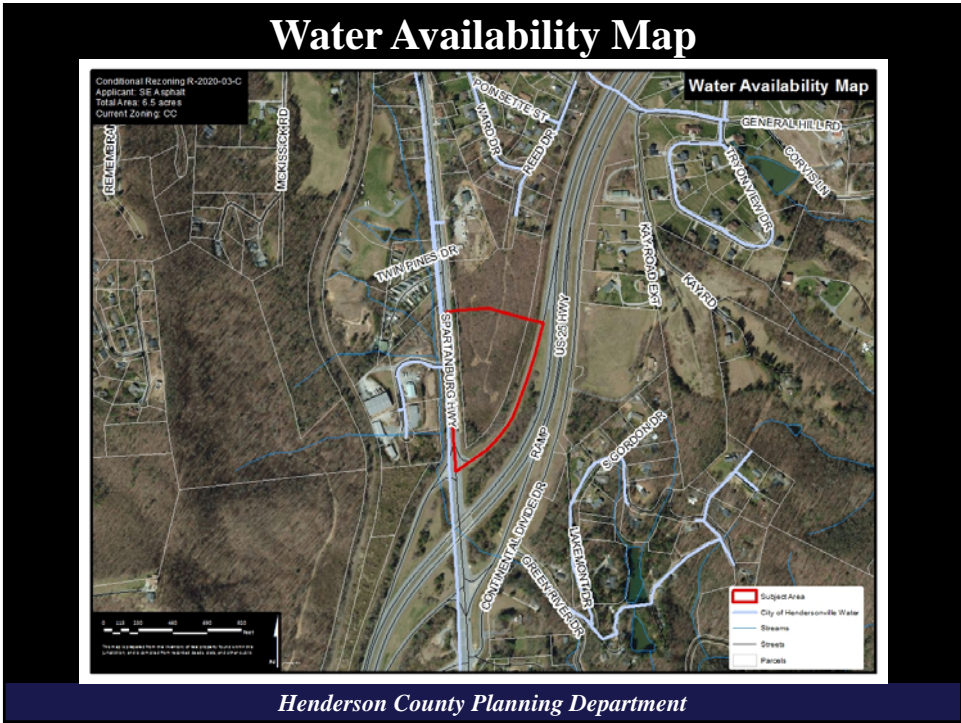 Water Availability Map
Conditional Rezoning R-2020-03-C
Applicant: SE Asphalt
Total Area: 6.5 acres
Current Zoning: CC
Water Availability Map
POINSETTE ST
WARD DR
REED DR
GENERAL HILL RD
CORVIS LN
TRYON VIEW DR
MCKISSICK RD
TWIN PINES DR
KAY ROAD EXT
KAY RD
SPARTANBURG HWY
US-25 HWY
RAMP
S GORDON DR
CONTINENTAL DIVIDE DR
LAKEMONT DR
GREEN RIVER DR
Subject Area
City of Hendersonville Water
Streams
Streets
Parcels
Feet
N
Henderson County Planning Department